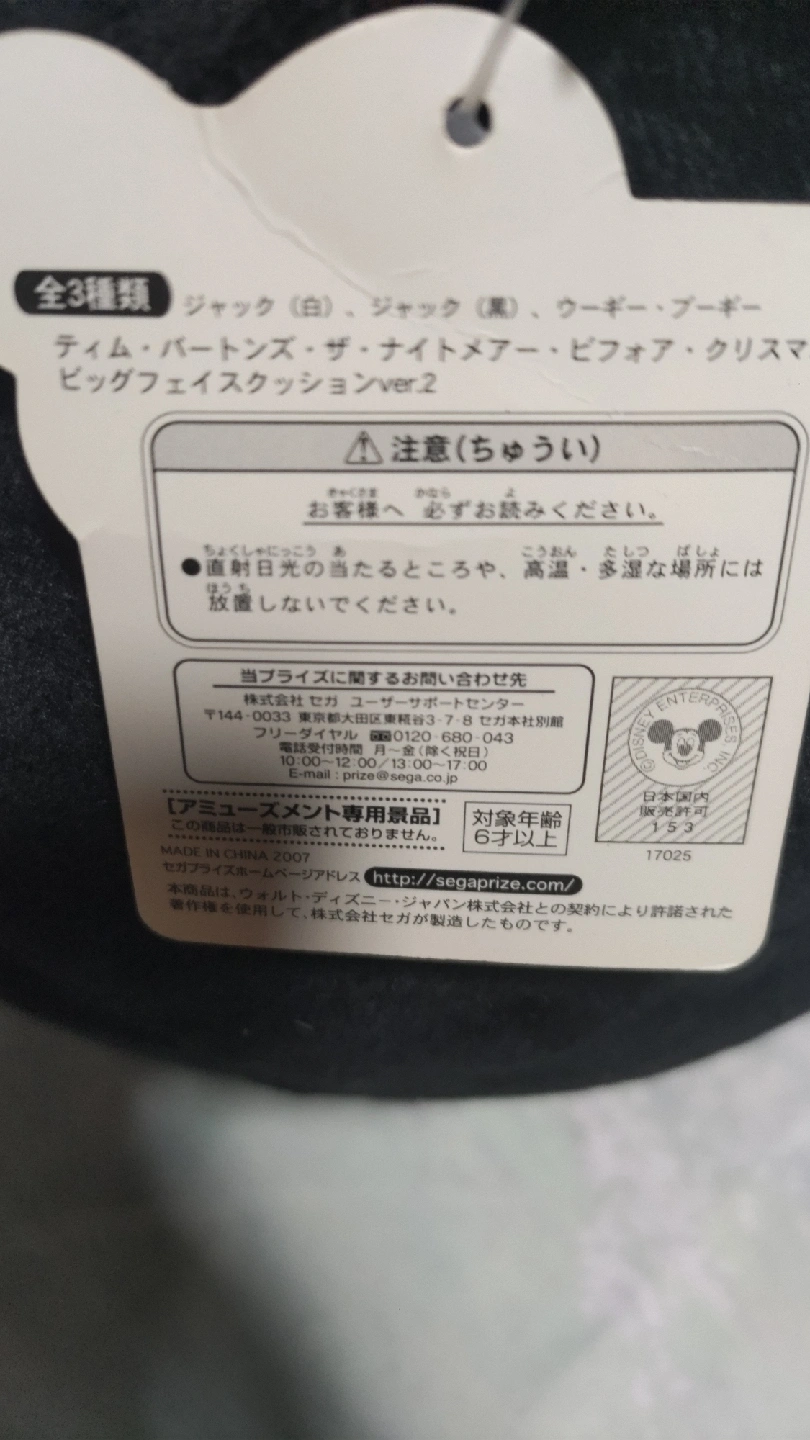 全3種類 ジャック（白）、ジャック（黒）、ウーギー・ブーギー
ティム・バートンズ・ザ・ナイトメアー・ビフォア・クリスマ
ビッグフェイスクッションver.2
⚠注意(ちゅうい)
お客様へ 必ずお読みください。
●直射日光の当たるところや、高温・多湿な場所には
放置しないでください。
当プライズに関するお問い合わせ先
株式会社 セガ ユーザーサポートセンター
〒144-0033 東京都大田区東糀谷3-7-8 セガ本社別館
フリーダイヤル 0120-680-043
電話受付時間 月〜金(除く祝日)
10:00〜12:00/13:00〜17:00
E-mail:prize@sega.co.jp
©DISNEY ENTERPRISES INC.
日本国内
販売許可
153
17025
[アミューズメント専用景品]
この商品は一般市販されておりません。
対象年齢
6才以上
MADE IN CHINA 2007
セガプライズホームページアドレス http://segaprize.com/
本商品は、ウォルト・ディズニー・ジャパン株式会社との契約により許諾された
著作権を使用して、株式会社セガが製造したものです。